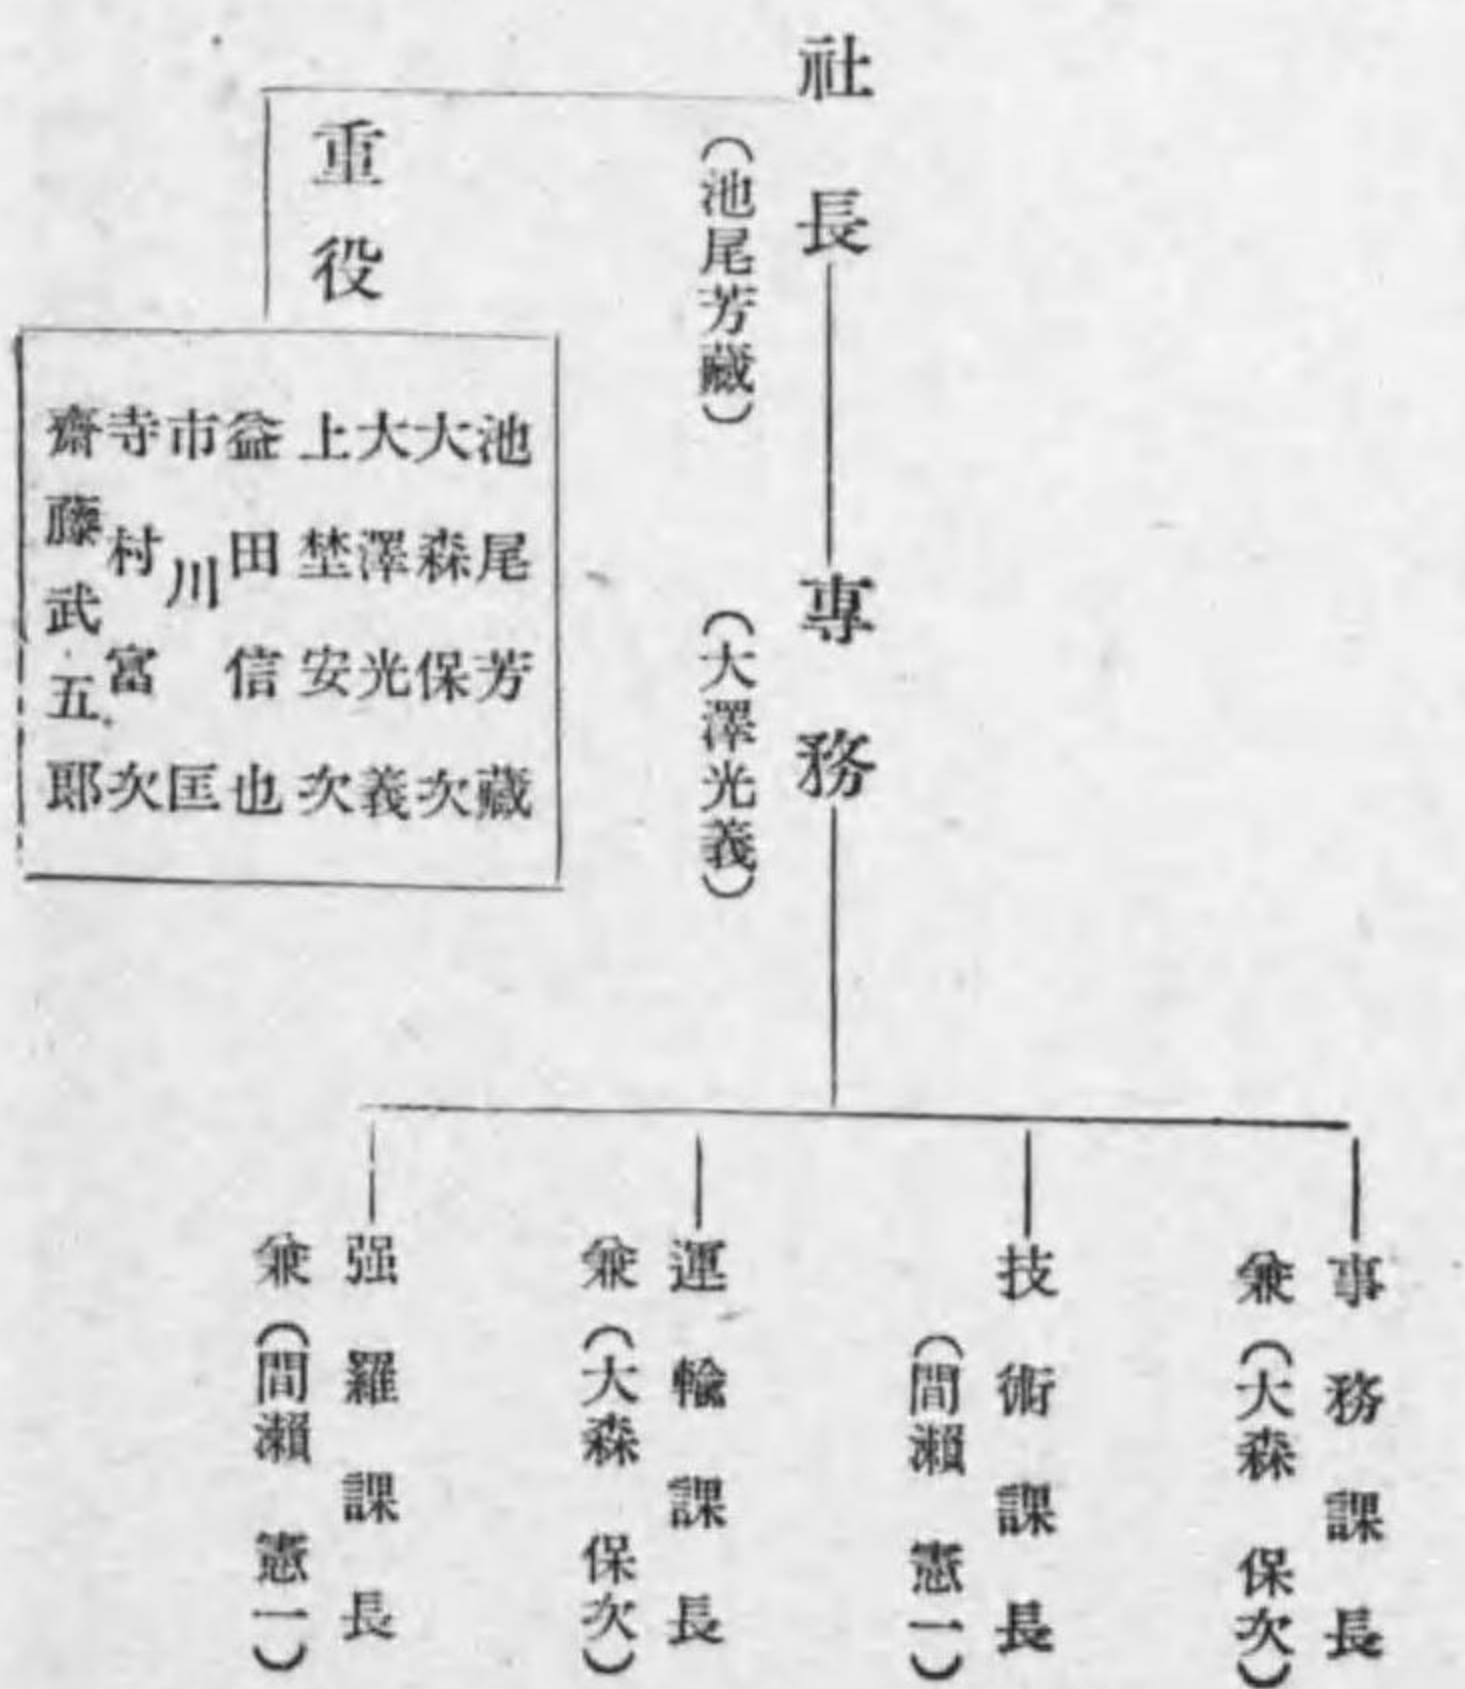 社長
（池尾芳藏）
專務
（大澤光義）
重役
池尾芳藏
大森保次
大澤光義
上埜安次
益田信也
市川匡
寺村富次
齋藤武五郞
事務課長
兼（大森保次）
技術課長
（間瀨憲一）
運輸課長
兼（大森保次）
强羅課長
兼（間瀨憲一）